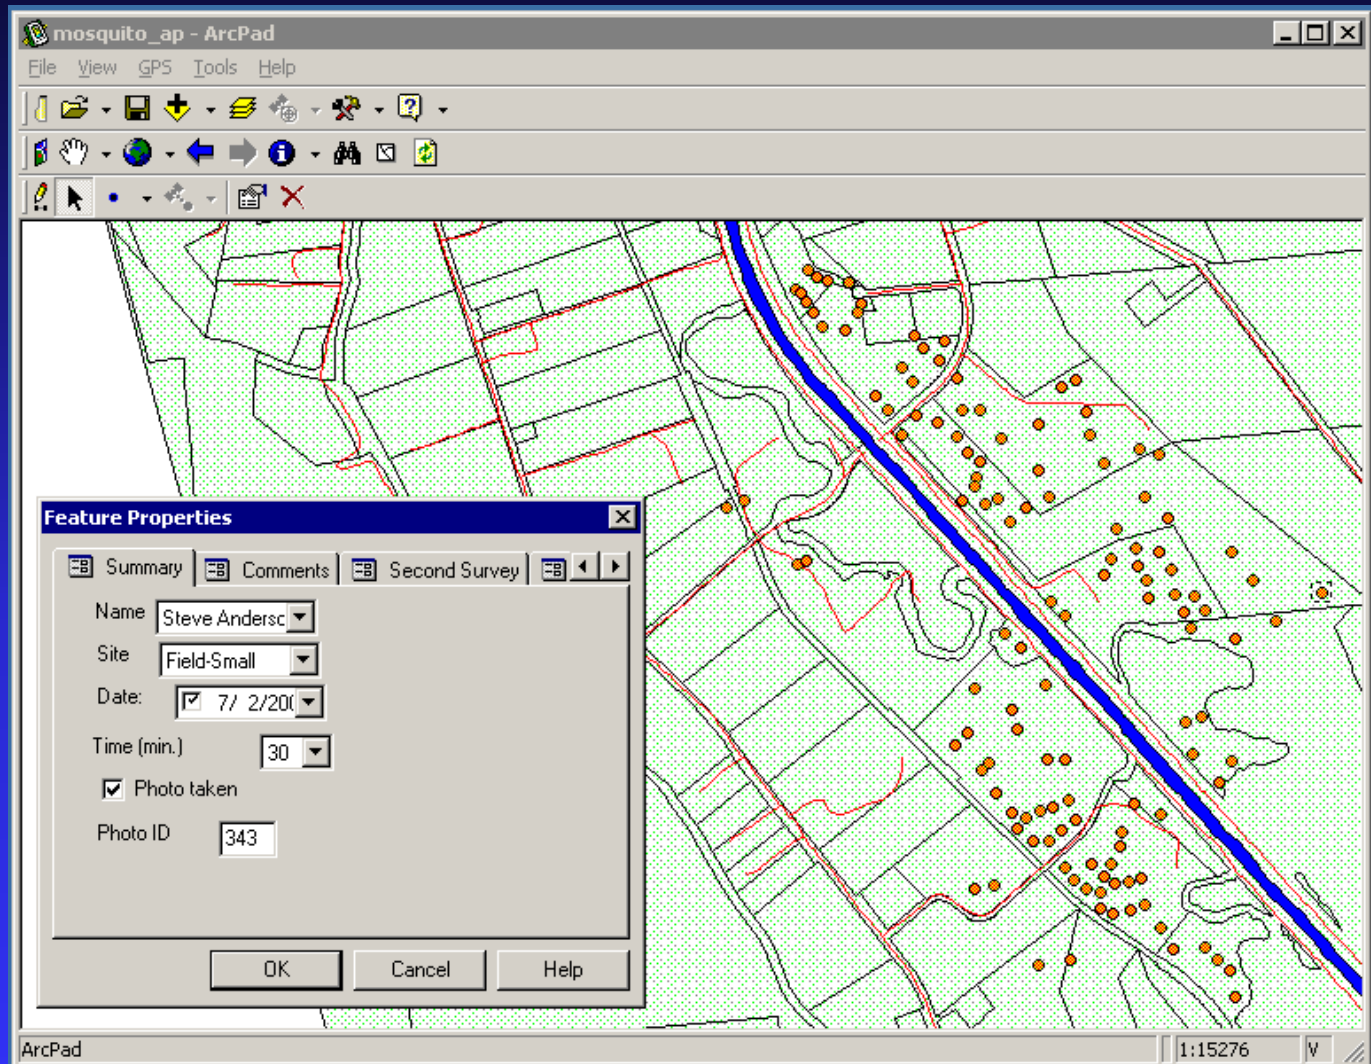 mosquito_ap - ArcPad
File View GPS Tools Help
Feature Properties
Summary Comments Second Survey
Name Steve Andersc
Site Field-Small
Date: 7/ 2/20(
Time (min.) 30
Photo taken
Photo ID 343
OK Cancel Help
ArcPad 1:15276 V